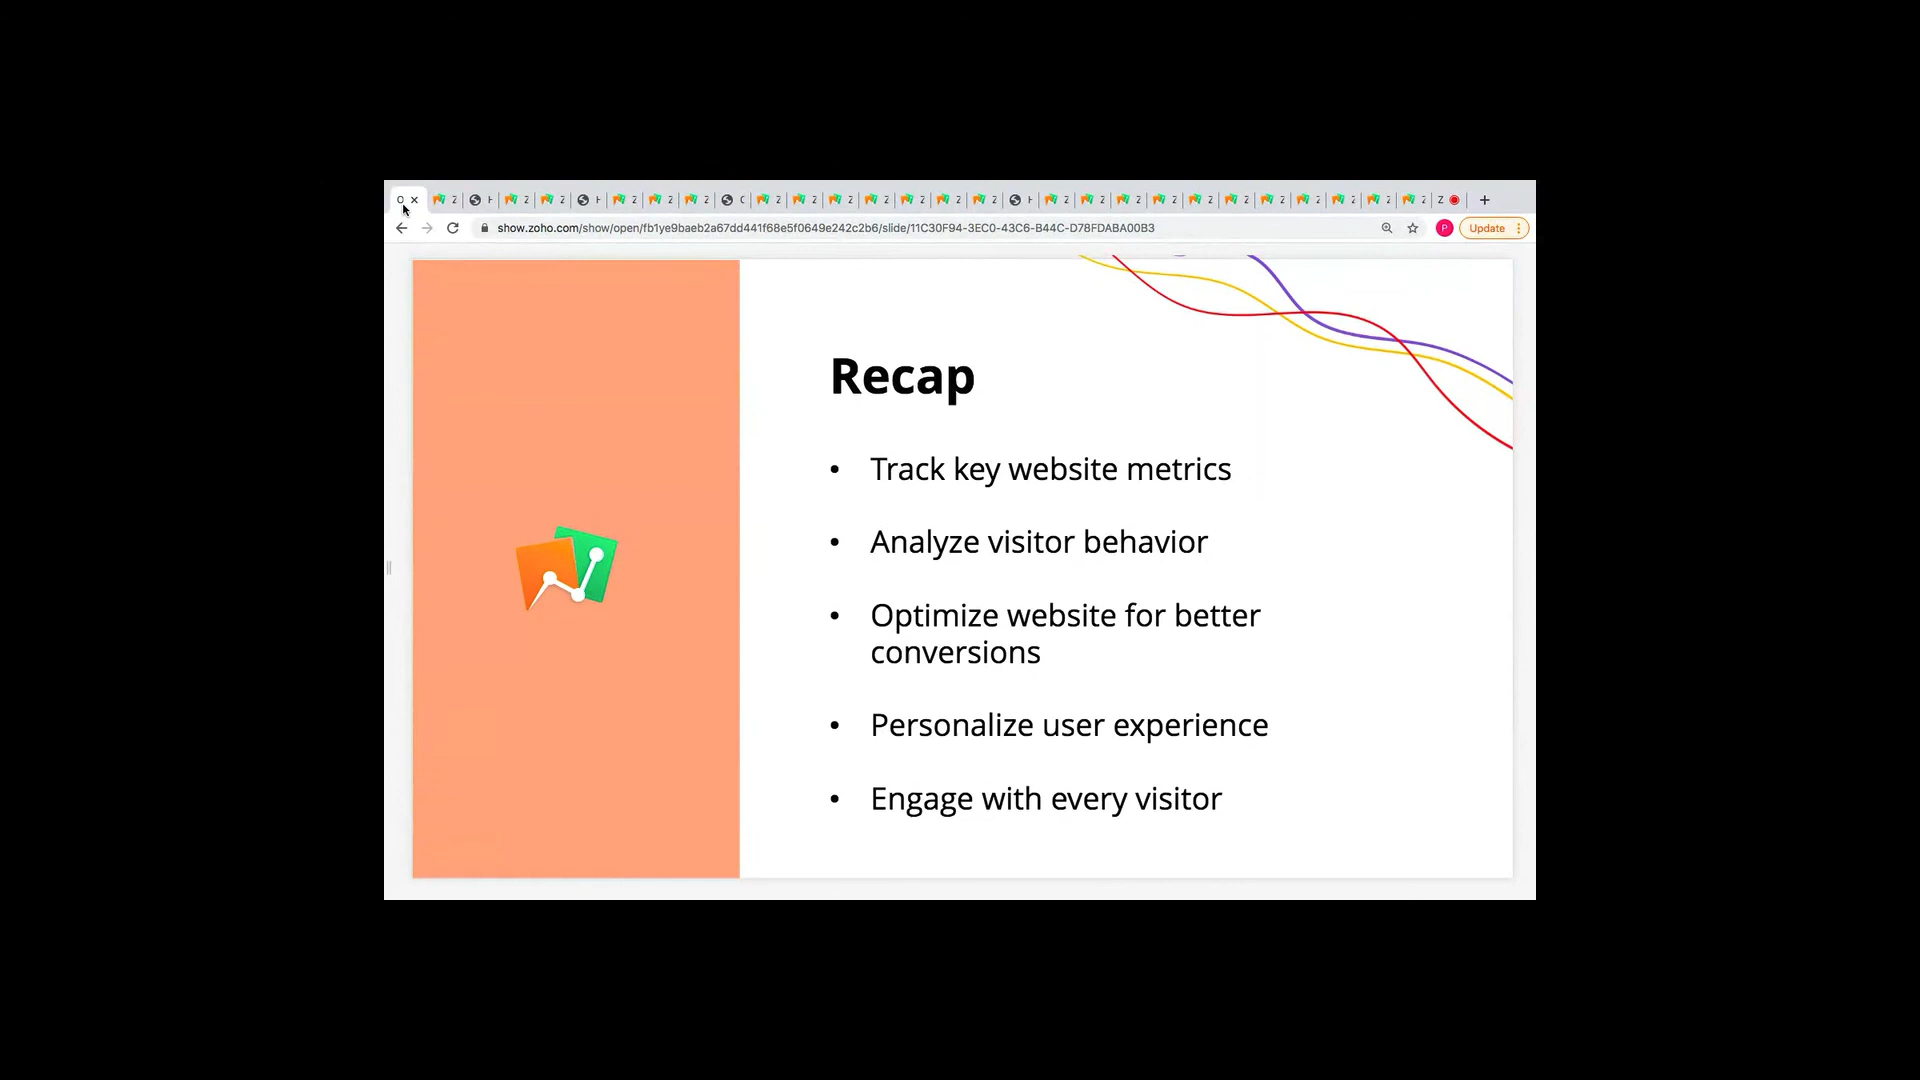 show.zoho.com/show/open/fb1ye9baeb2a67dd441f68e5f0649e242c2b6/slide/11C30F94-3EC0-43C6-B44C-D78FDABA00B3
P
Update
Recap
• Track key website metrics
• Analyze visitor behavior
• Optimize website for better
conversions
• Personalize user experience
• Engage with every visitor